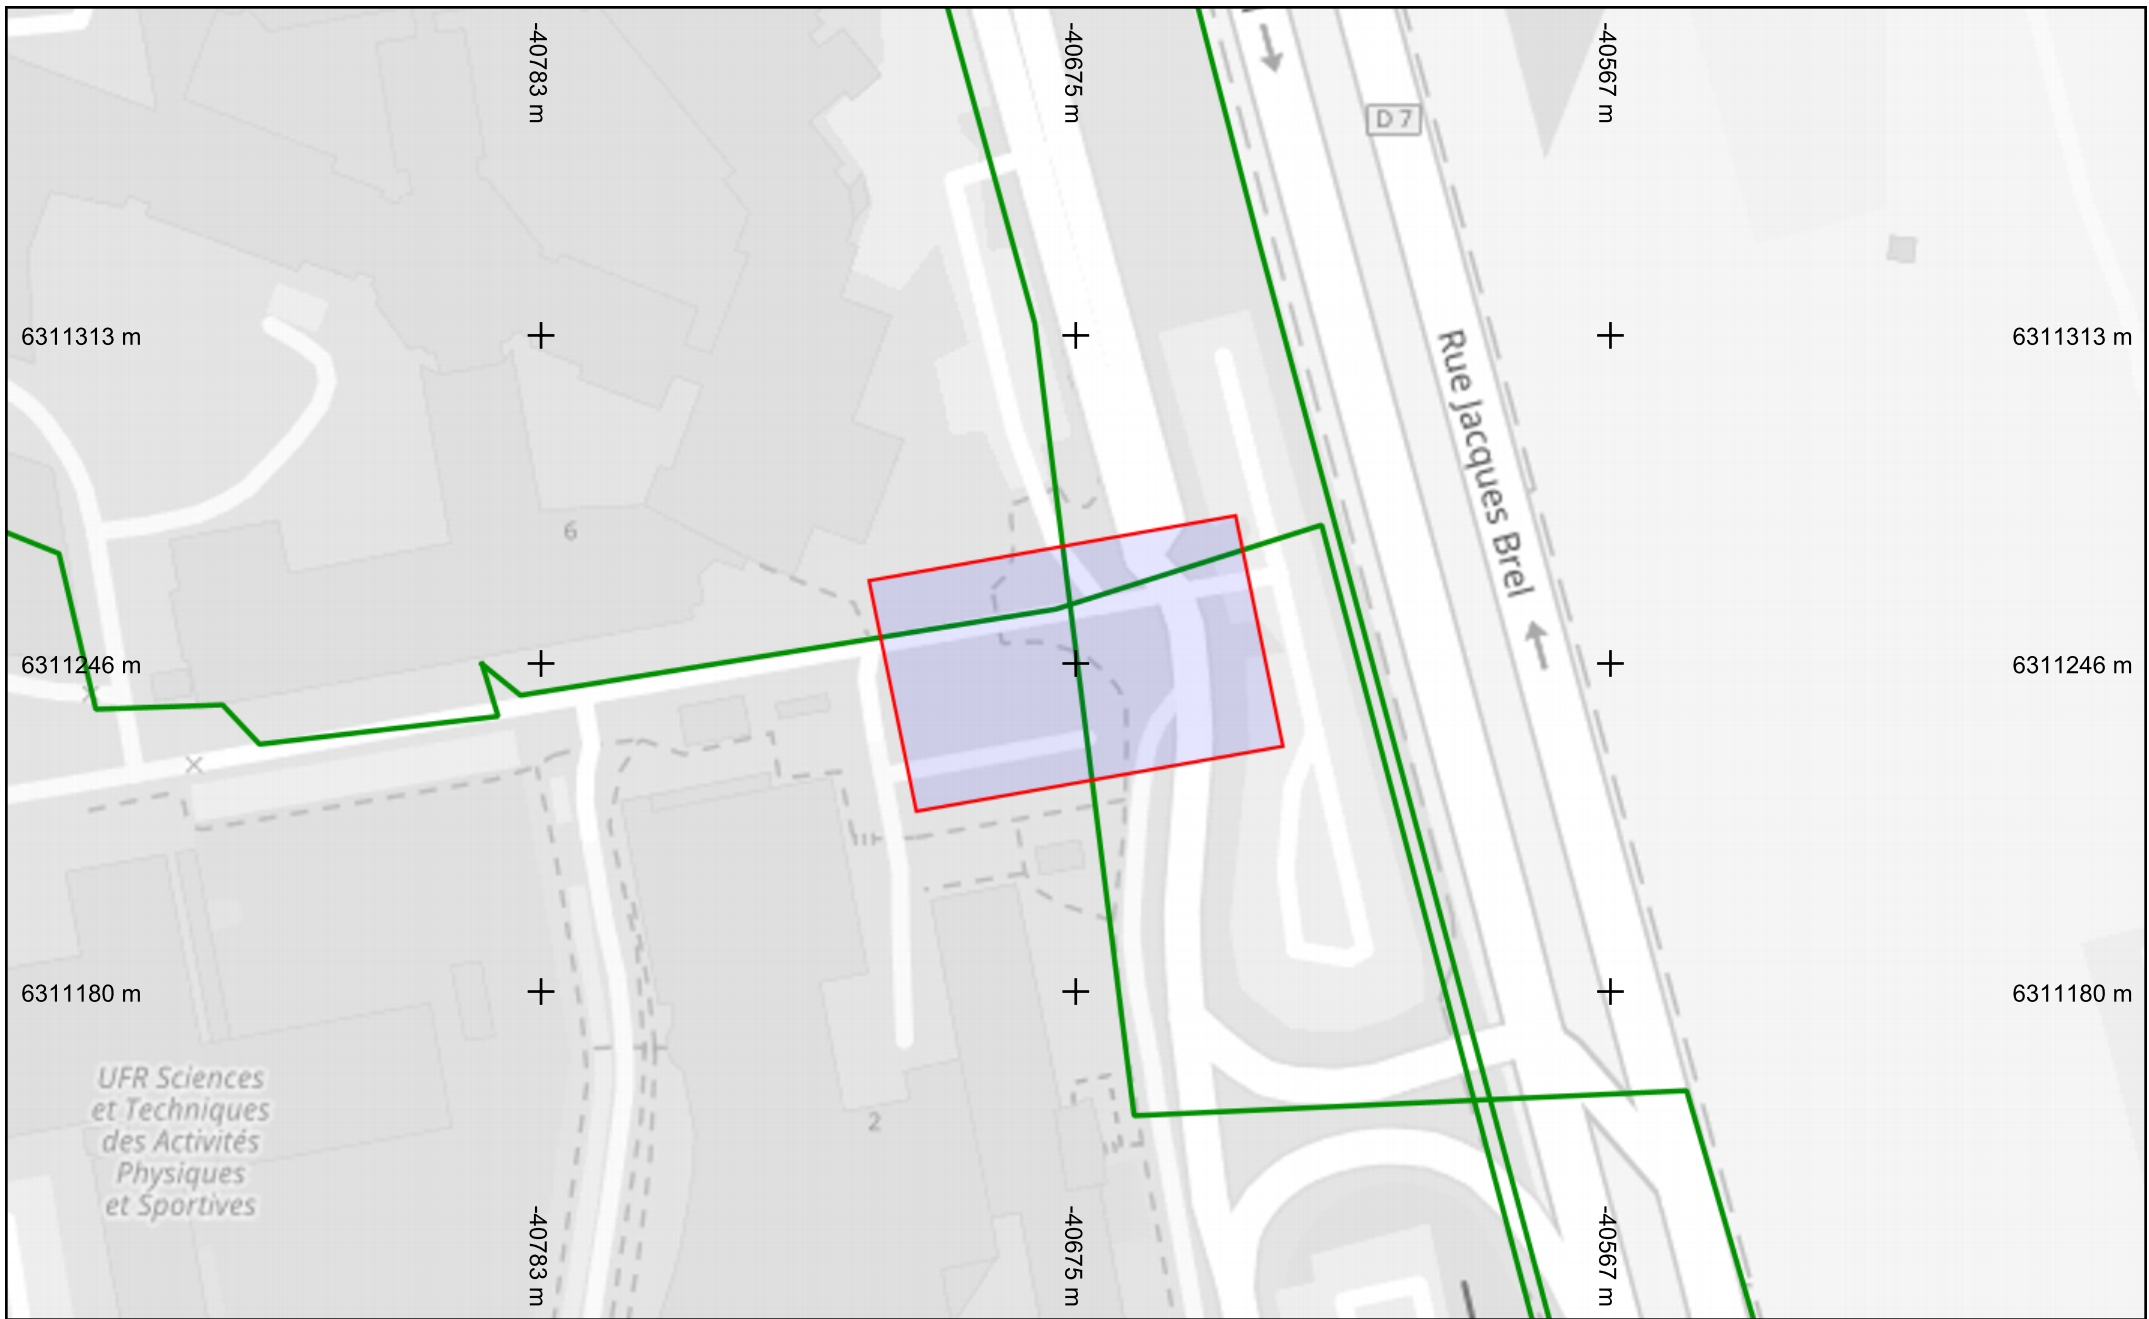 -40783 m
-40675 m
-40567 m
D 7
6311313 m
6311313 m
Rue Jacques Brel
6
6311246 m
6311246 m
6311180 m
6311180 m
UFR Sciences
et Techniques
des Activités
Physiques
et Sportives
2
-40783 m
-40675 m
-40567 m